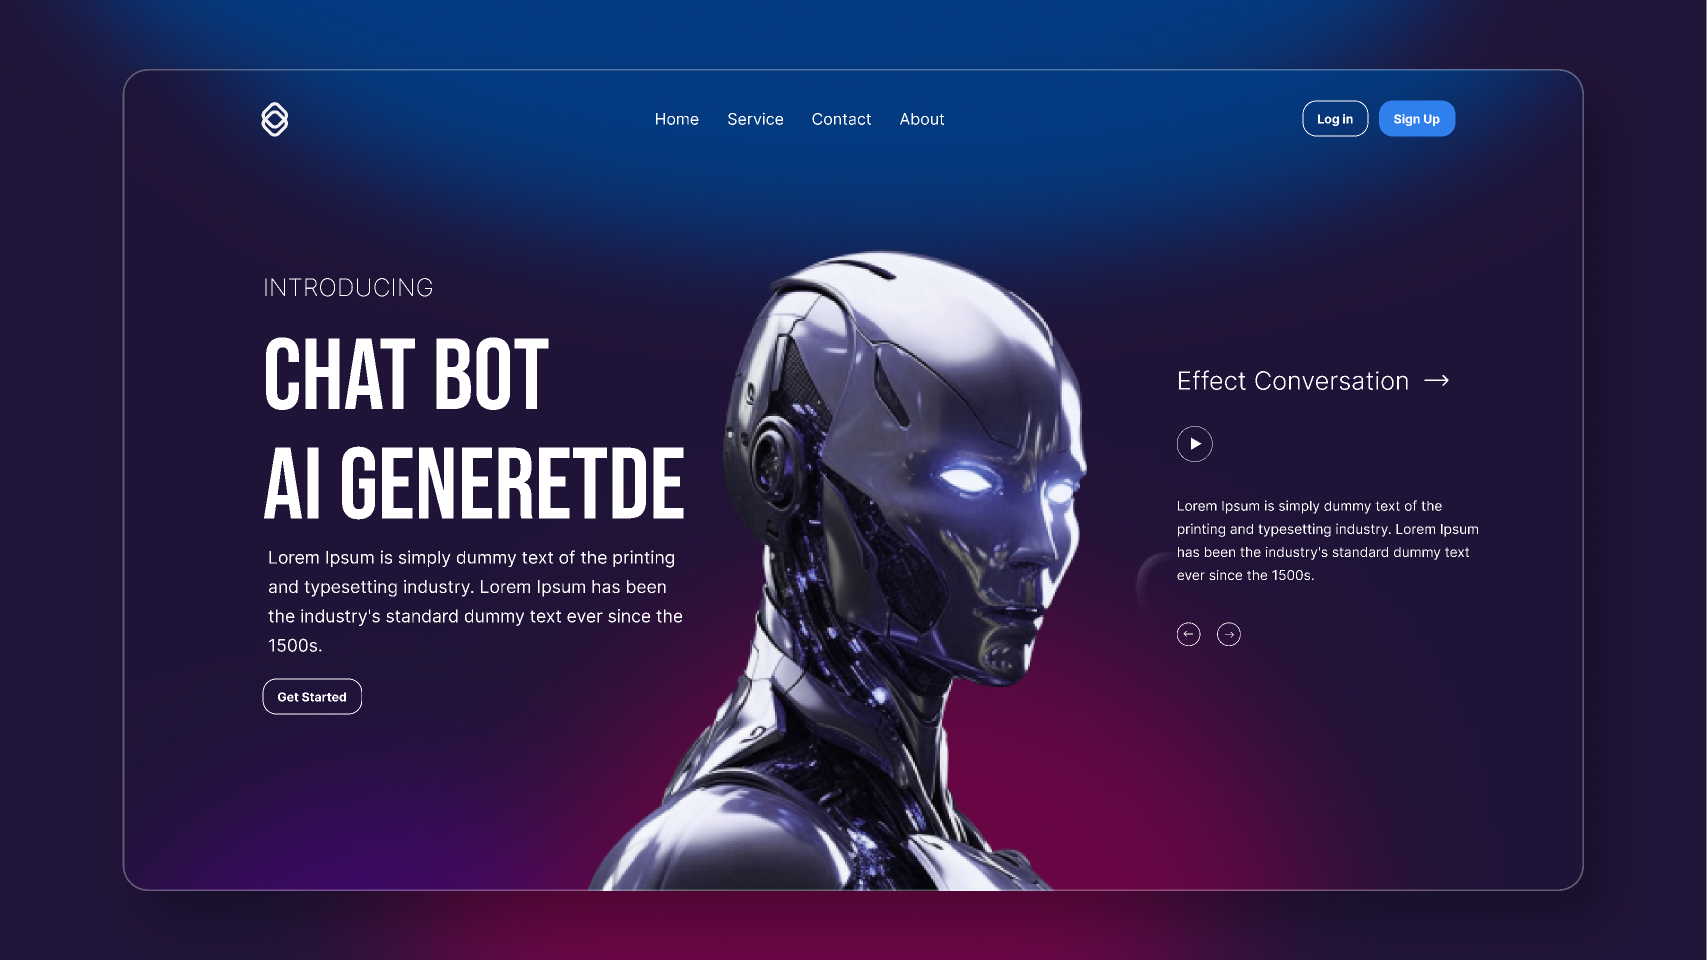 Home Service Contact About
Log in
Sign Up
INTRODUCING
CHAT BOT
AI GENERETDE
Lorem Ipsum is simply dummy text of the printing
and typesetting industry. Lorem Ipsum has been
the industry's standard dummy text ever since the
1500s.
Get Started
Effect Conversation →
Lorem Ipsum is simply dummy text of the
printing and typesetting industry. Lorem Ipsum
has been the industry's standard dummy text
ever since the 1500s.